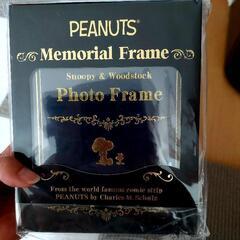 PEANUTS®
Memorial Frame
Snoopy & Woodstock
Photo Frame
From the world famous comic strip
PEANUTS by Charles M. Schulz